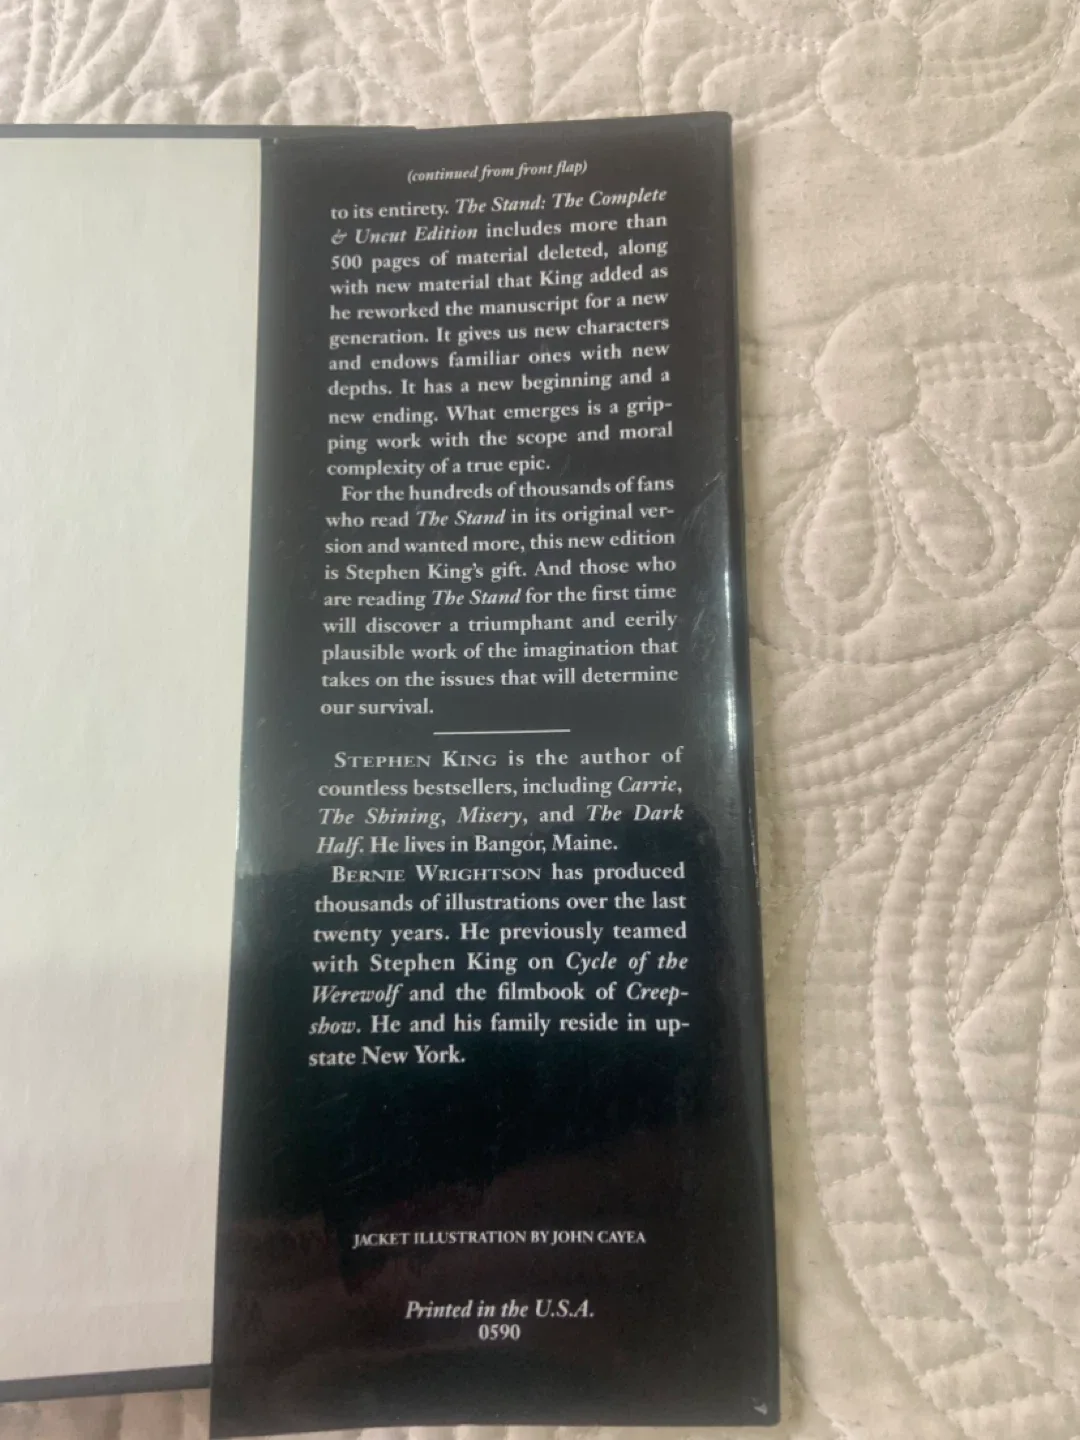 (continued from front flap)
to its entirety. The Stand: The Complete
& Uncut Edition includes more than
500 pages of material deleted, along
with new material that King added as
he reworked the manuscript for a new
generation. It gives us new characters
and endows familiar ones with new
depths. It has a new beginning and a
new ending. What emerges is a grip-
ping work with the scope and moral
complexity of a true epic.
For the hundreds of thousands of fans
who read The Stand in its original ver-
sion and wanted more, this new edition
is Stephen King's gift. And those who
are reading The Stand for the first time
will discover a triumphant and eerily
plausible work of the imagination that
takes on the issues that will determine
our survival.
STEPHEN KING is the author of
countless bestsellers, including Carrie,
The Shining, Misery, and The Dark
Half. He lives in Bangor, Maine.
BERNIE WRIGHTSON has produced
thousands of illustrations over the last
twenty years. He previously teamed
with Stephen King on Cycle of the
Werewolf and the filmbook of Creep-
show. He and his family reside in up-
state New York.
JACKET ILLUSTRATION BY JOHN CAYEA
Printed in the U.S.A.
0590